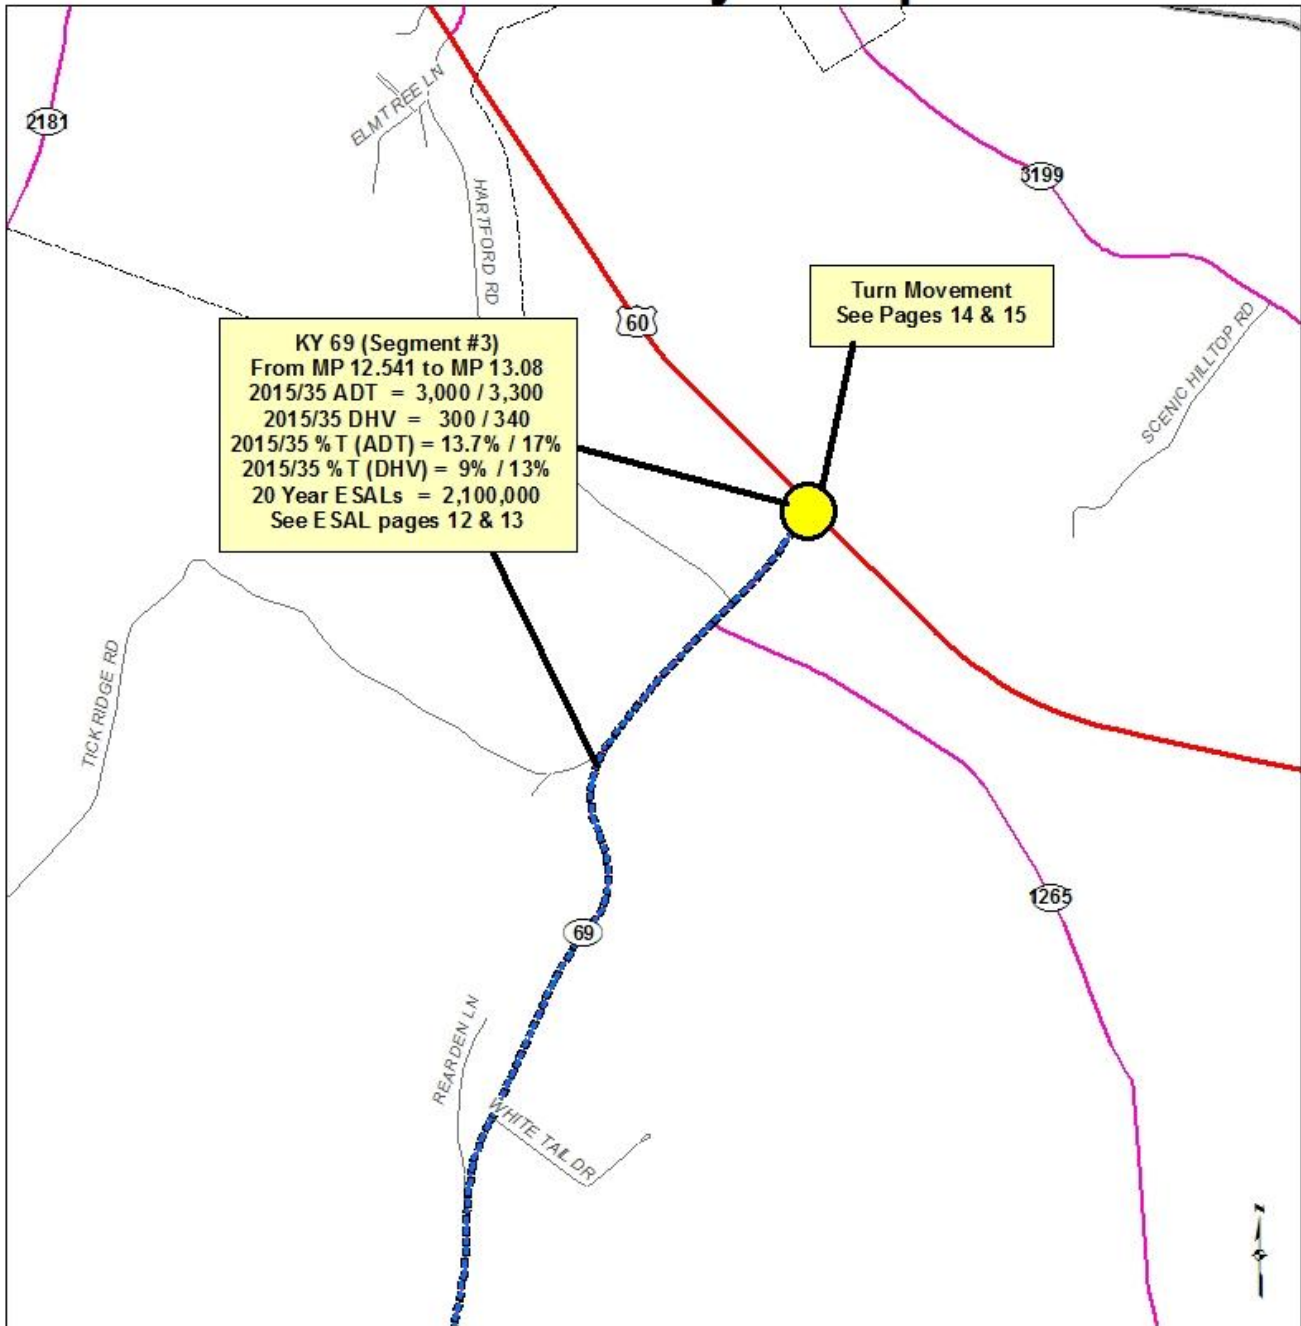 2181
ELMTREE LN
HARTFORD RD
3199
60
Turn Movement
See Pages 14 & 15
SCENIC HILLTOP RD
KY 69 (Segment #3)
From MP 12.541 to MP 13.08
2015/35 ADT = 3,000 / 3,300
2015/35 DHV = 300 / 340
2015/35 %T (ADT) = 13.7% / 17%
2015/35 %T (DHV) = 9% / 13%
20 Year ESALs = 2,100,000
See ESAL pages 12 & 13
TICK RIDGE RD
1265
69
REARDEN LN
WHITE TAIL DR
N